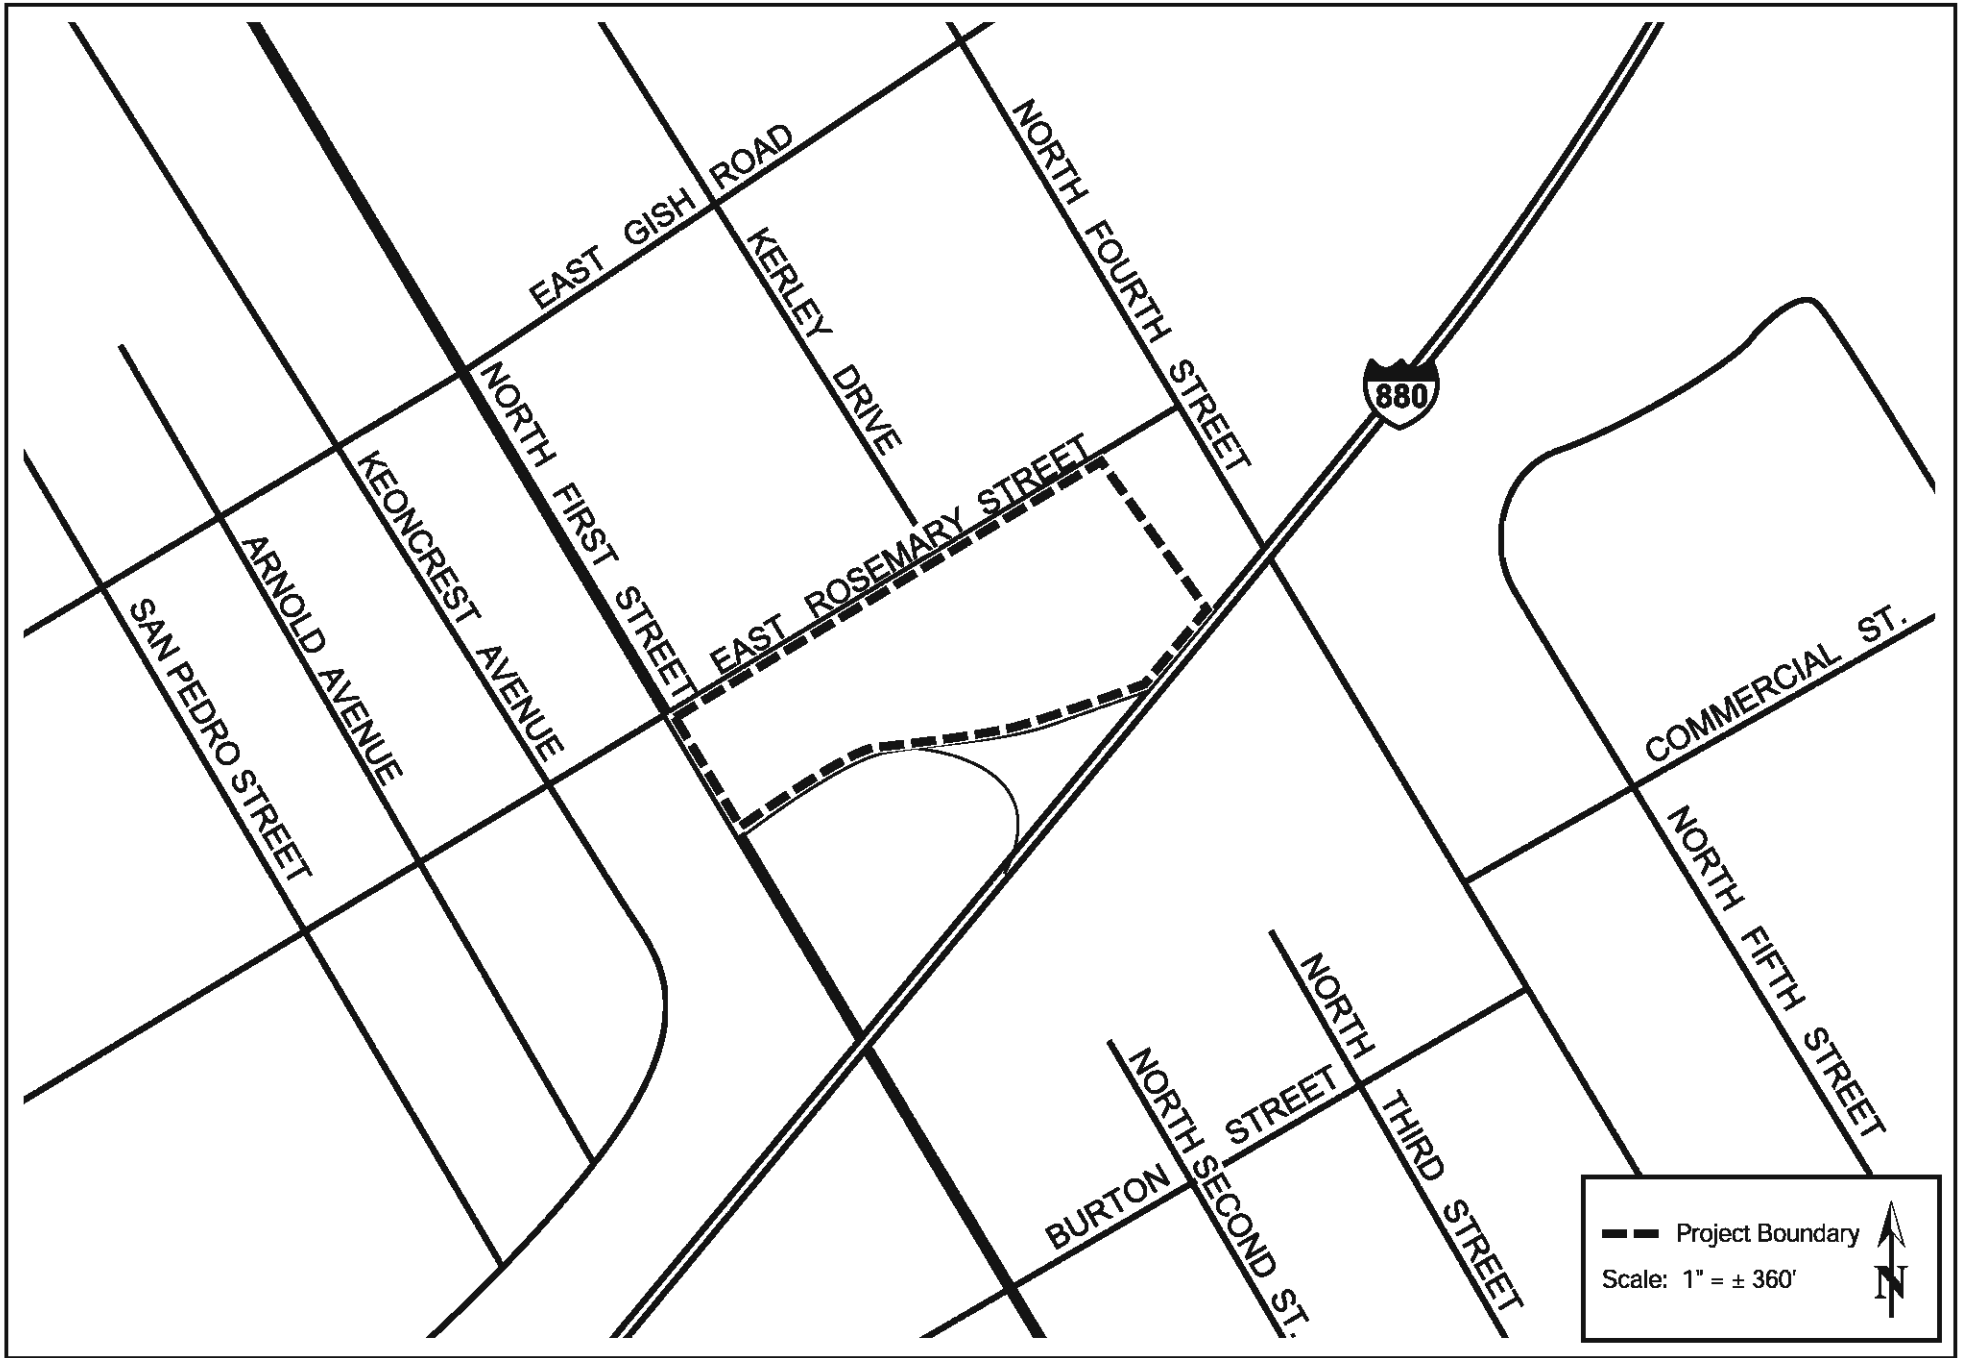 NORTH FOURTH STREET
EAST GISH ROAD
KERLEY DRIVE
880
NORTH FIRST STREET
EAST ROSEMARY STREET
KEONCREST AVENUE
ARNOLD AVENUE
SAN PEDRO STREET
COMMERCIAL ST.
NORTH FIFTH STREET
NORTH THIRD STREET
NORTH SECOND ST.
BURTON STREET
Project Boundary
Scale: 1" = ± 360'
N